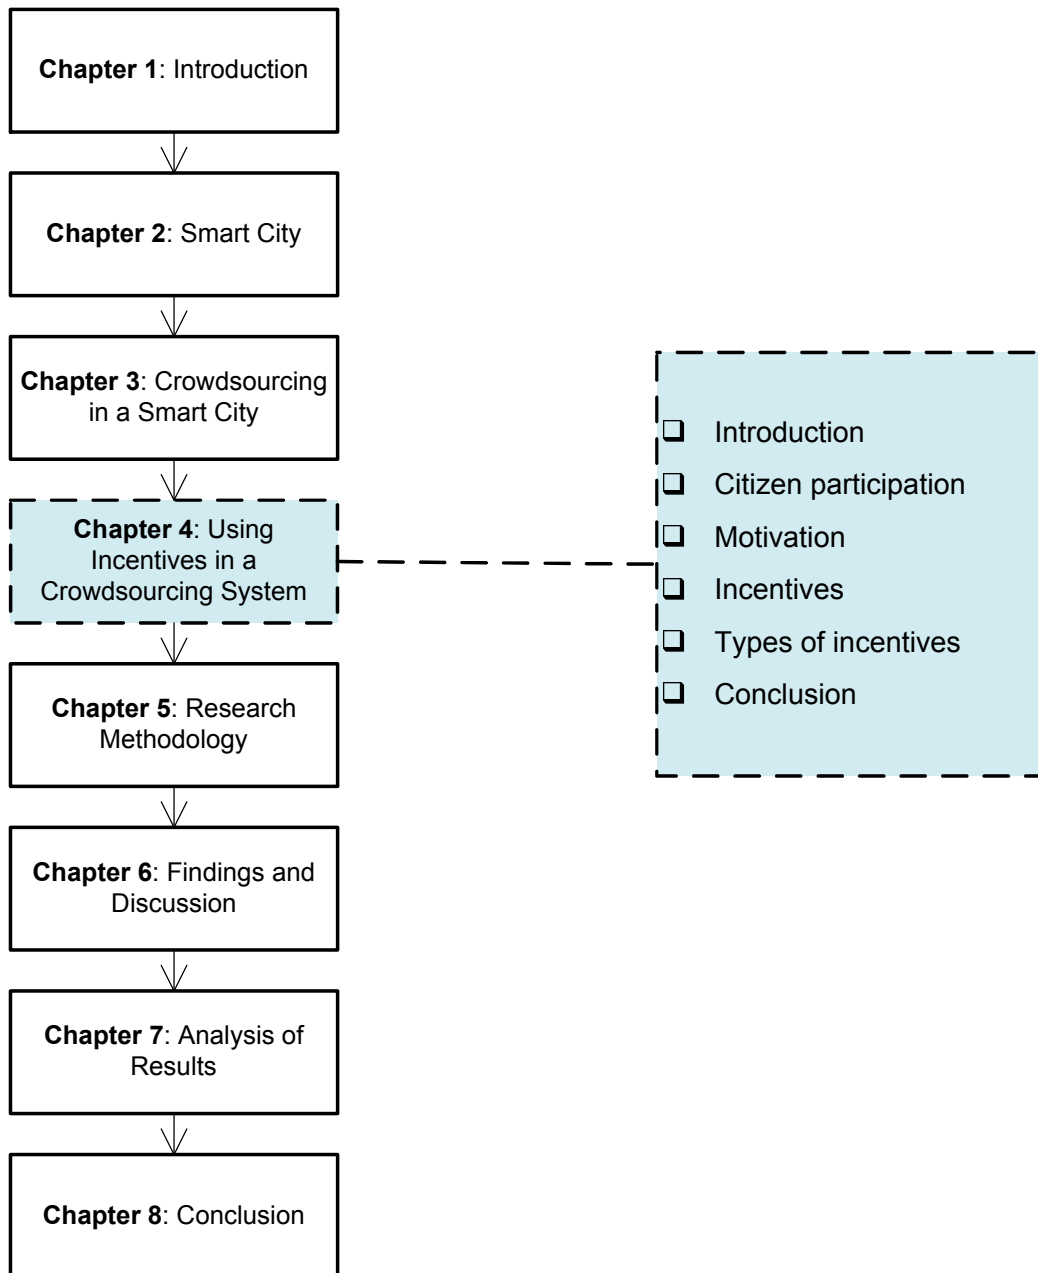 Chapter 1: Introduction
Chapter 2: Smart City
Chapter 3: Crowdsourcing
in a Smart City
Chapter 4: Using
Incentives in a
Crowdsourcing System
Introduction
Citizen participation
Motivation
Incentives
Types of incentives
Conclusion
Chapter 5: Research
Methodology
Chapter 6: Findings and
Discussion
Chapter 7: Analysis of
Results
Chapter 8: Conclusion